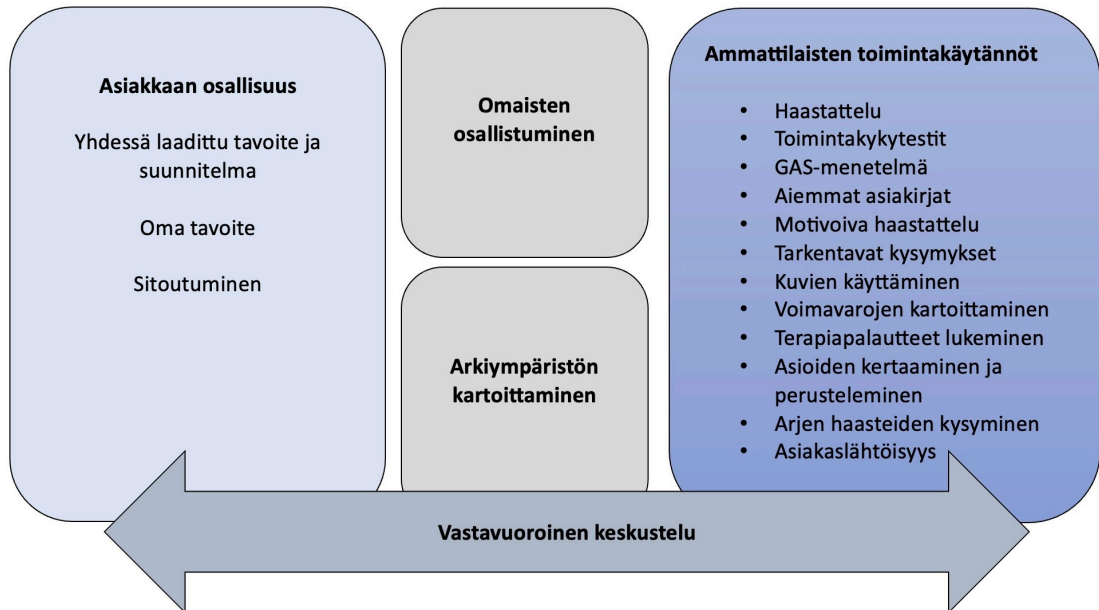 Asiakkaan osallisuus
Yhdessä laadittu tavoite ja
suunnitelma
Oma tavoite
Sitoutuminen
Omaisten
osallistuminen
Arkiympäristön
kartoittaminen
Ammattilaisten toimintakäytännöt
• Haastattelu
• Toimintakykytestit
• GAS-menetelmä
• Aiemmat asiakirjat
• Motivoiva haastattelu
• Tarkentavat kysymykset
• Kuvien käyttäminen
• Voimavarojen kartoittaminen
• Terapiapalautteet lukeminen
• Asioiden kertaaminen ja
perusteleminen
• Arjen haasteiden kysyminen
• Asiakaslähtöisyys
Vastavuoroinen keskustelu